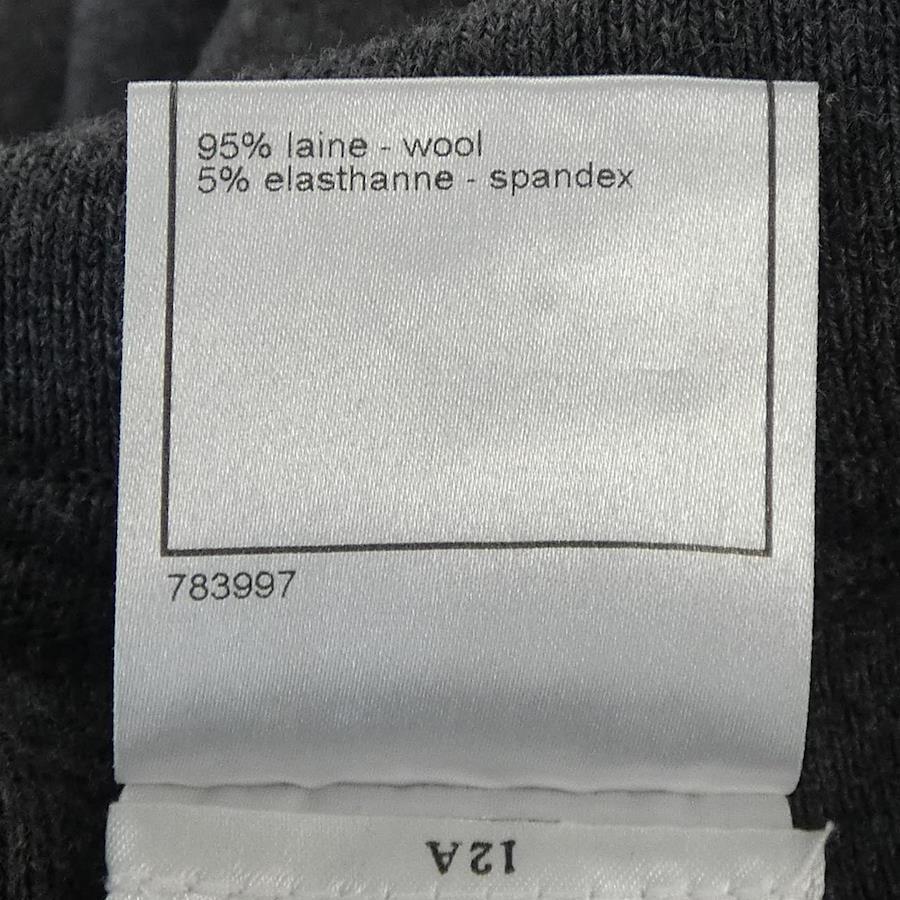 95% laine - wool
5% elasthanne - spandex
783997
12A